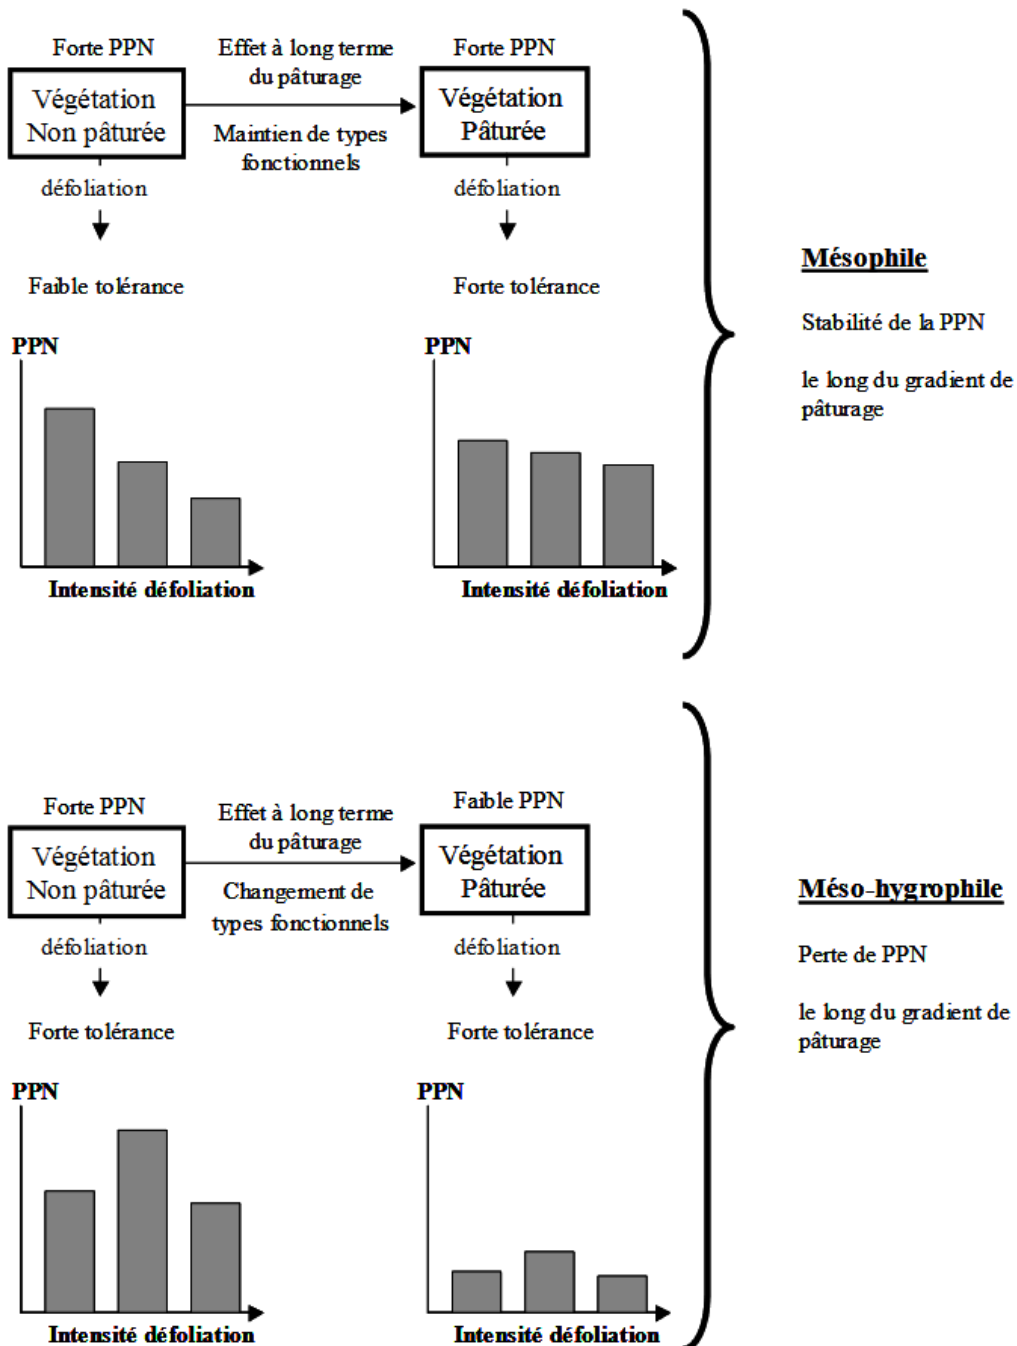 Forte PPN
Effet à long terme
du pâturage
Forte PPN
Végétation
Non pâturée
Végétation
Pâturée
Maintien de types
fonctionnels
défoliation
défoliation
Faible tolérance
Forte tolérance
Mésophile
Stabilité de la PPN
le long du gradient de
pâturage
PPN
PPN
Intensité défoliation
Intensité défoliation
Forte PPN
Effet à long terme
du pâturage
Faible PPN
Végétation
Non pâturée
Végétation
Pâturée
Changement de
types fonctionnels
défoliation
défoliation
Forte tolérance
Forte tolérance
Méso-hygrophile
Perte de PPN
le long du gradient de
pâturage
PPN
PPN
Intensité défoliation
Intensité défoliation